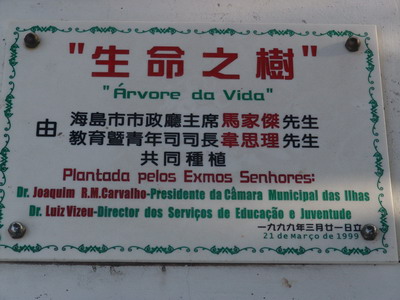 "生命之樹"
"Árvore da Vida"
由 海島市市政廳主席馬家傑先生
教育暨青年司司長韋思理先生
共同種植
Plantada pelos Exmos Senhores:
Dr. Joaquim R.M.Carvalho-Presidente da Câmara Municipal das Ilhas
Dr. Luiz Vizeu-Director dos Serviços de Educação e Juventude
一九九九年三月廿一日立
21 de Março de 1999